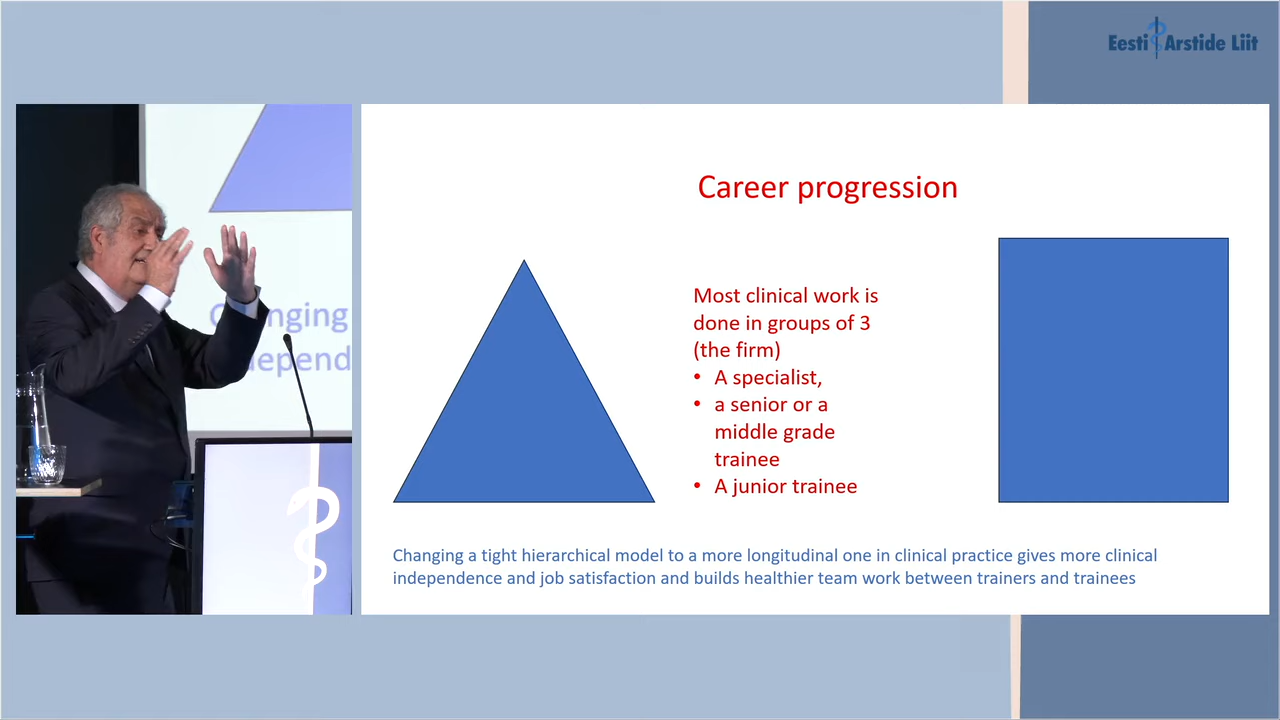 Eesti Arstide Liit
Career progression
Most clinical work is
done in groups of 3
(the firm)
• A specialist,
• a senior or a
middle grade
trainee
• A junior trainee
Changing a tight hierarchical model to a more longitudinal one in clinical practice gives more clinical
independence and job satisfaction and builds healthier team work between trainers and trainees